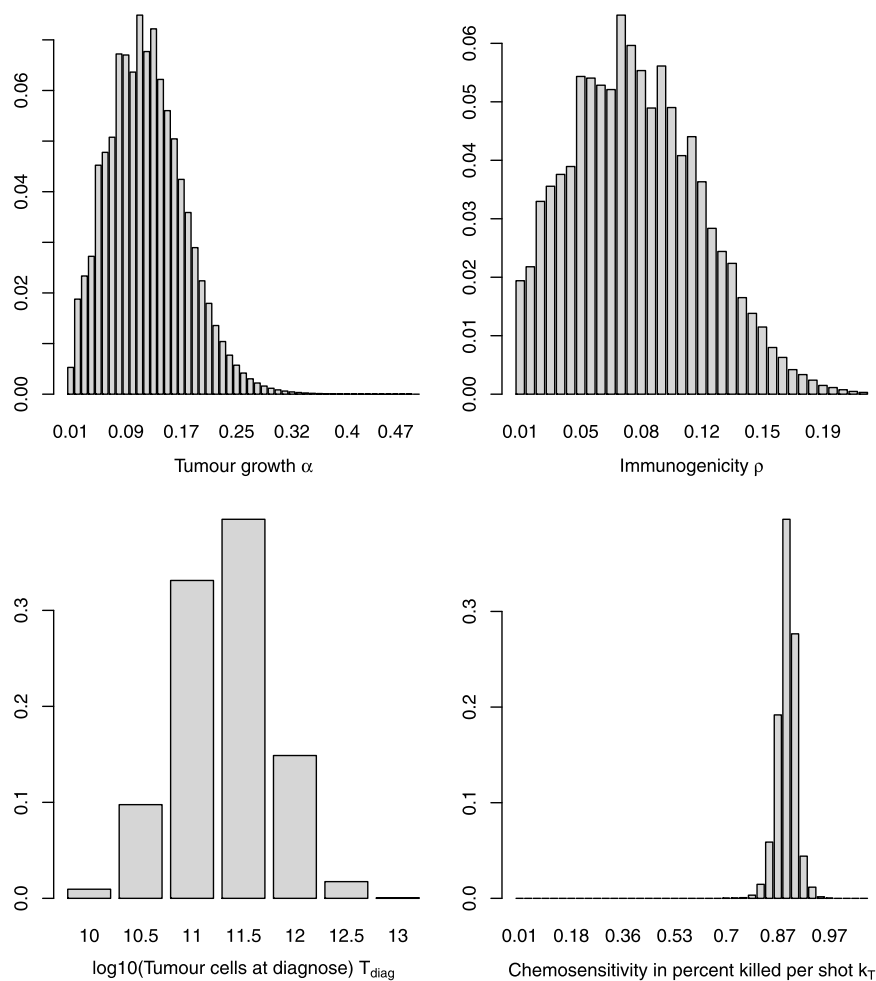 0.00 0.02 0.04 0.06
0.01 0.09 0.17 0.25 0.32 0.4 0.47
Tumour growth α
0.00 0.01 0.02 0.03 0.04 0.05 0.06
0.01 0.05 0.08 0.12 0.15 0.19
Immunogenicity ρ
0.0 0.1 0.2 0.3
10 10.5 11 11.5 12 12.5 13
log10(Tumour cells at diagnose) Tdiag
0.0 0.1 0.2 0.3
0.01 0.18 0.36 0.53 0.7 0.87 0.97
Chemosensitivity in percent killed per shot kT